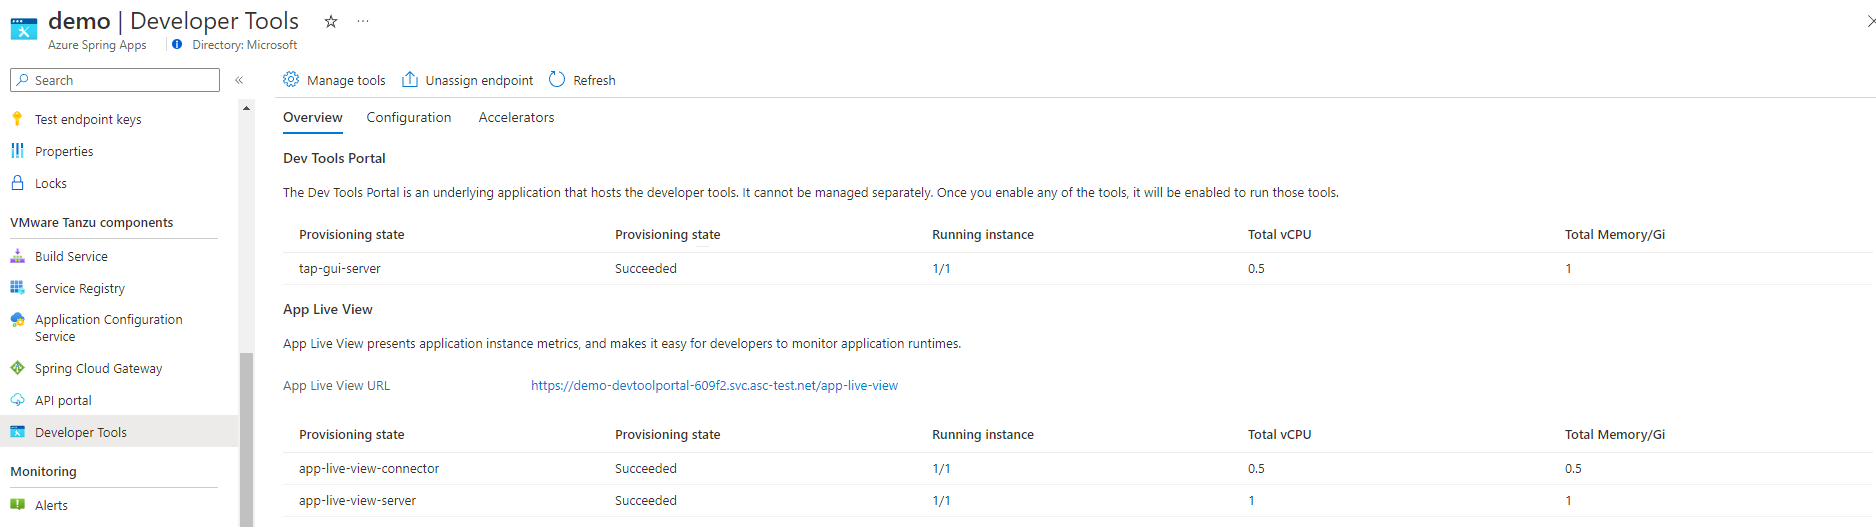 demo | Developer Tools
Azure Spring Apps Directory: Microsoft
Search
Manage tools Unassign endpoint Refresh
Test endpoint keys
Properties
Locks
VMware Tanzu components
Build Service
Service Registry
Application Configuration
Service
Spring Cloud Gateway
API portal
Developer Tools
Monitoring
Alerts
Overview Configuration Accelerators
Dev Tools Portal
The Dev Tools Portal is an underlying application that hosts the developer tools. It cannot be managed separately. Once you enable any of the tools, it will be enabled to run those tools.
Provisioning state Provisioning state Running instance Total vCPU Total Memory/Gi
tap-gui-server Succeeded 1/1 0.5 1
App Live View
App Live View presents application instance metrics, and makes it easy for developers to monitor application runtimes.
App Live View URL https://demo-devtoolportal-609f2.svc.asc-test.net/app-live-view
Provisioning state Provisioning state Running instance Total vCPU Total Memory/Gi
app-live-view-connector Succeeded 1/1 0.5 0.5
app-live-view-server Succeeded 1/1 1 1